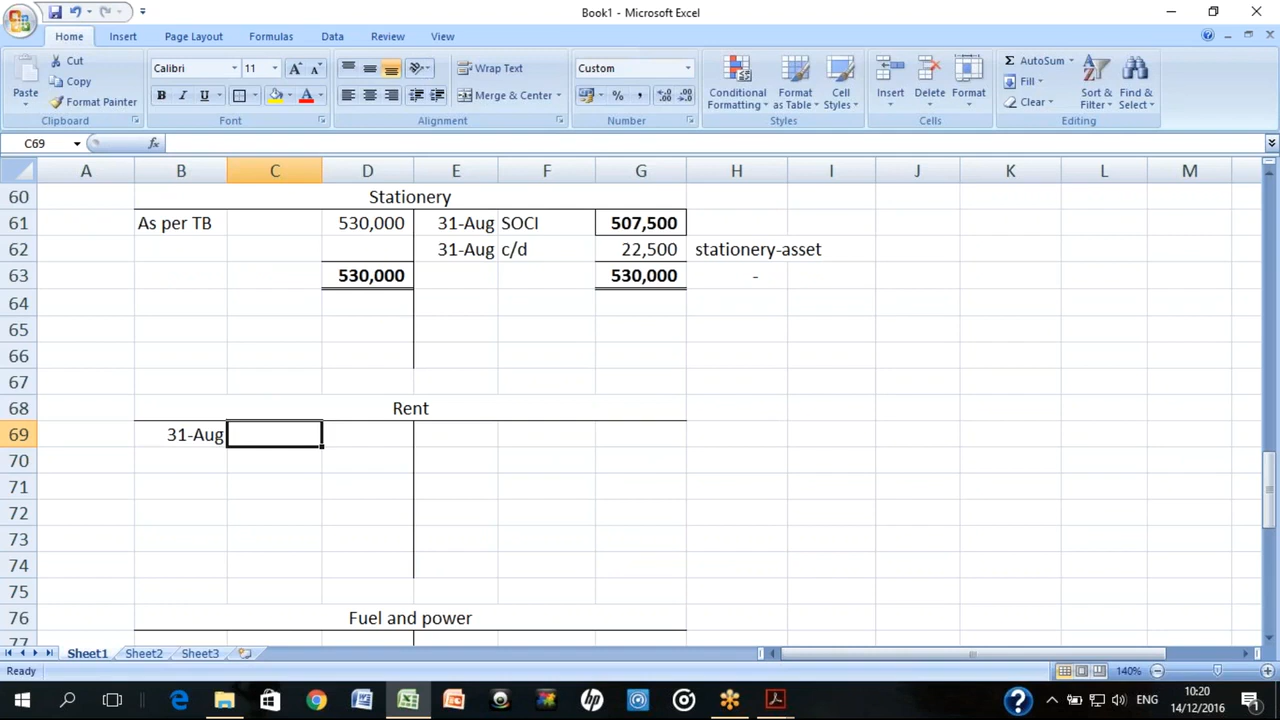 Book1 - Microsoft Excel
Home Insert Page Layout Formulas Data Review View
Paste
Cut
Copy
Format Painter
Clipboard
Calibri 11
B I U A
Font
Wrap Text
Merge & Center
Alignment
Custom
% ,
Number
Conditional Formatting
Format as Table
Cell Styles
Styles
Insert Delete Format
Cells
AutoSum
Fill
Clear
Sort & Filter
Find & Select
Editing
C69 fx
A B C D E F G H I J K L M
60 Stationery
61 As per TB 530,000 31-Aug SOCI 507,500
62 31-Aug c/d 22,500 stationery-asset
63 530,000 530,000 -
64
65
66
67
68 Rent
69 31-Aug
70
71
72
73
74
75
76 Fuel and power
77
Sheet1 Sheet2 Sheet3
Ready 140%
ENG 10:20
14/12/2016